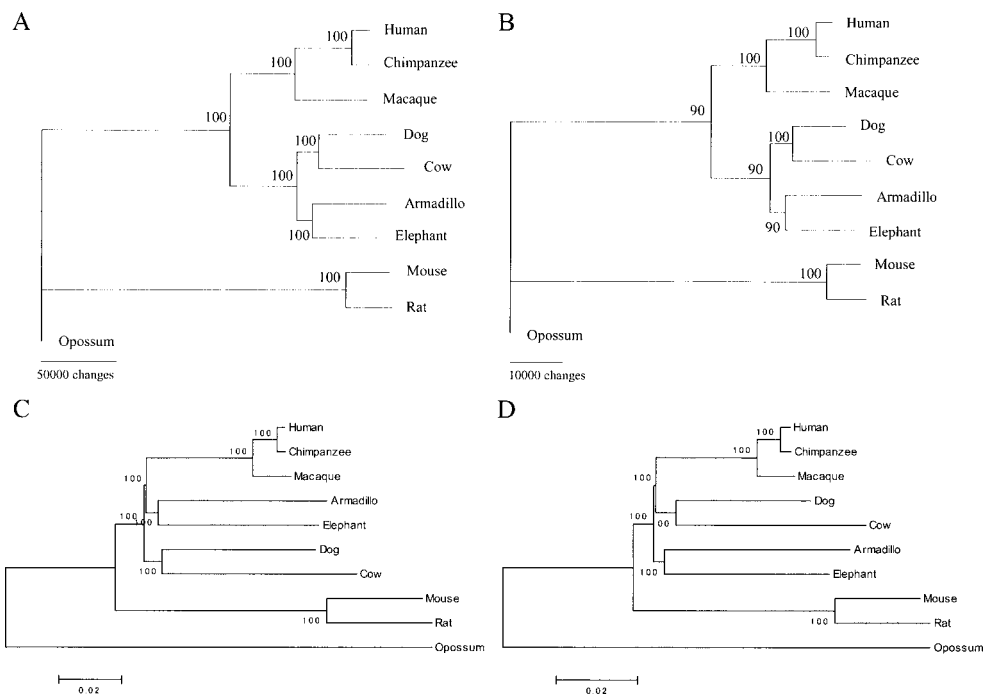 A
100
Human
100
Chimpanzee
Macaque
100
100
Dog
100
Cow
Armadillo
100
Elephant
100
Mouse
Rat
Opossum
50000 changes
B
Human
100
100
Chimpanzee
Macaque
90
Dog
100
Cow
90
Armadillo
90
Elephant
100
Mouse
Rat
Opossum
10000 changes
C
Human
100
100
Chimpanzee
Macaque
100
Armadillo
100
100
Elephant
Dog
100
Cow
Mouse
100
Rat
Opossum
0.02
D
Human
100
100
Chimpanzee
Macaque
100
Dog
00
Cow
100
Armadillo
100
Elephant
Mouse
100
Rat
Opossum
0.02